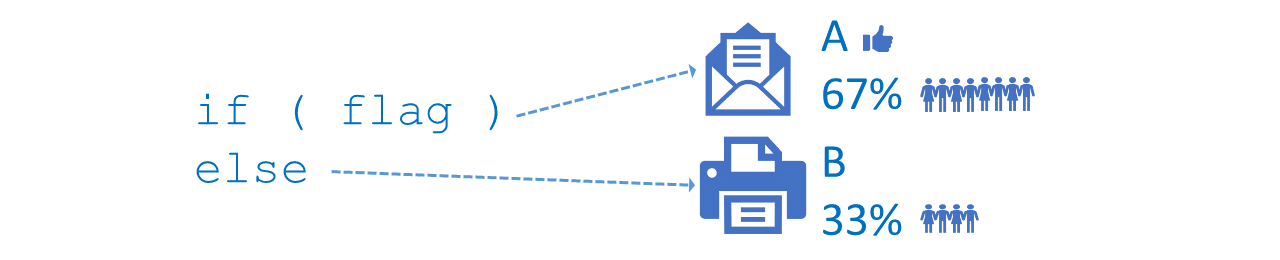 if ( flag )
else
A
67%
B
33%